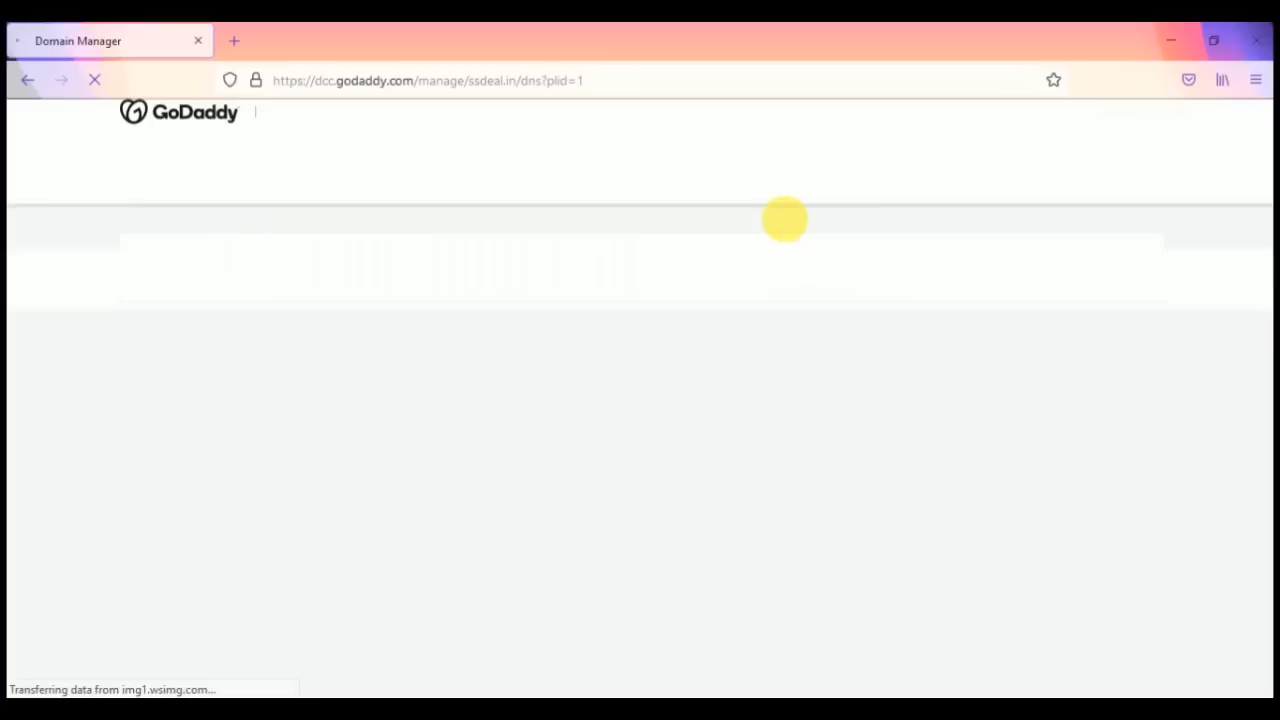 Domain Manager
https://dcc.godaddy.com/manage/ssdeal.in/dns?plid=1
GoDaddy
Transferring data from img1.wsimg.com...